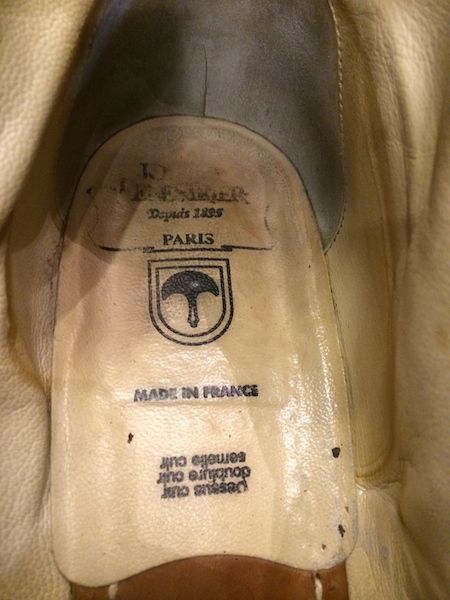 Depuis 1895
PARIS
MADE IN FRANCE
Dessus cuir
doublure cuir
semelle cuir